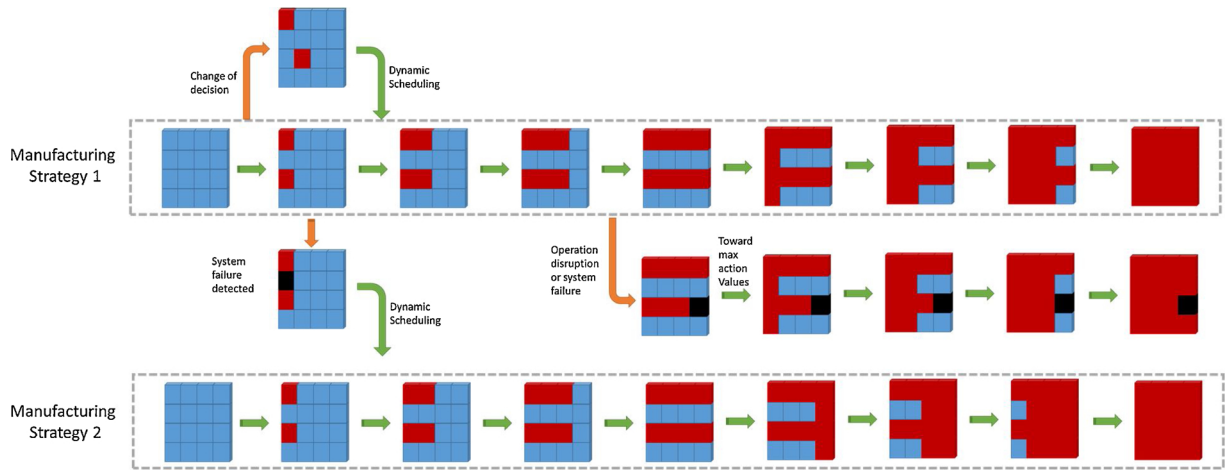 Change of
decision
Dynamic
Scheduling
Manufacturing
Strategy 1
System
failure
detected
Dynamic
Scheduling
Operation
disruption
or system
failure
Toward
max
action
Values
Manufacturing
Strategy 2